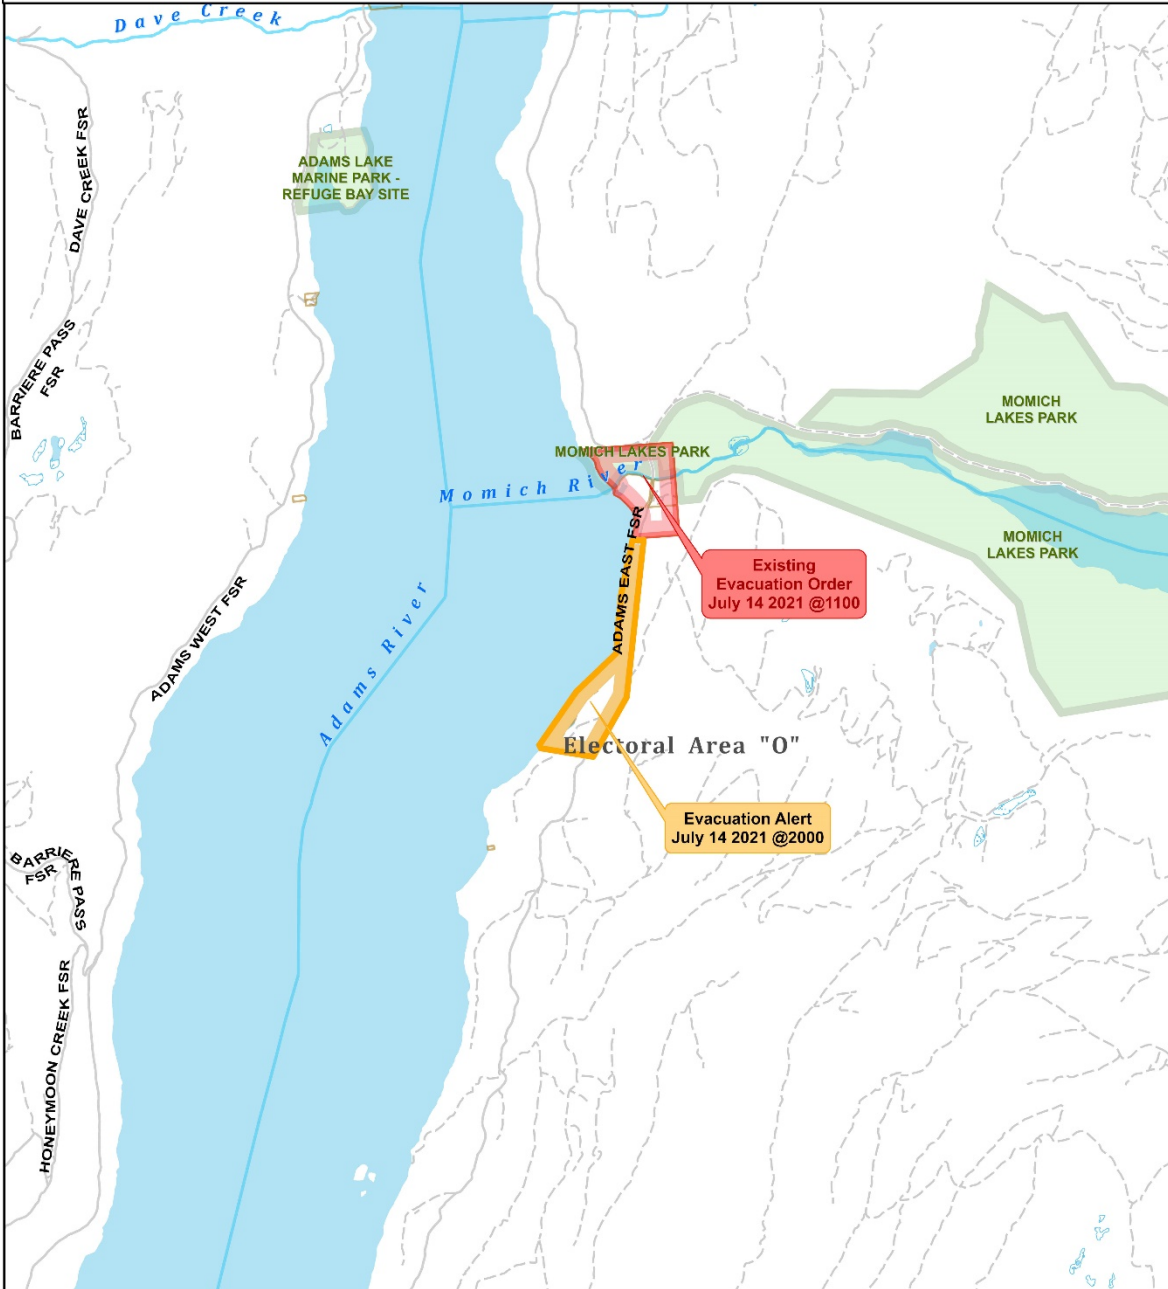 Dave Creek
DAVE CREEK FSR
ADAMS LAKE
MARINE PARK -
REFUGE BAY SITE
BARRIERE PASS
FSR
MOMICH
LAKES PARK
MOMICH LAKES PARK
Momich River
MOMICH
LAKES PARK
ADAMS EAST FSR
Existing
Evacuation Order
July 14 2021 @1100
ADAMS WEST FSR
Adams River
Electoral Area "O"
Evacuation Alert
July 14 2021 @2000
BARRIERE PASS
FSR
HONEYMOON CREEK FSR